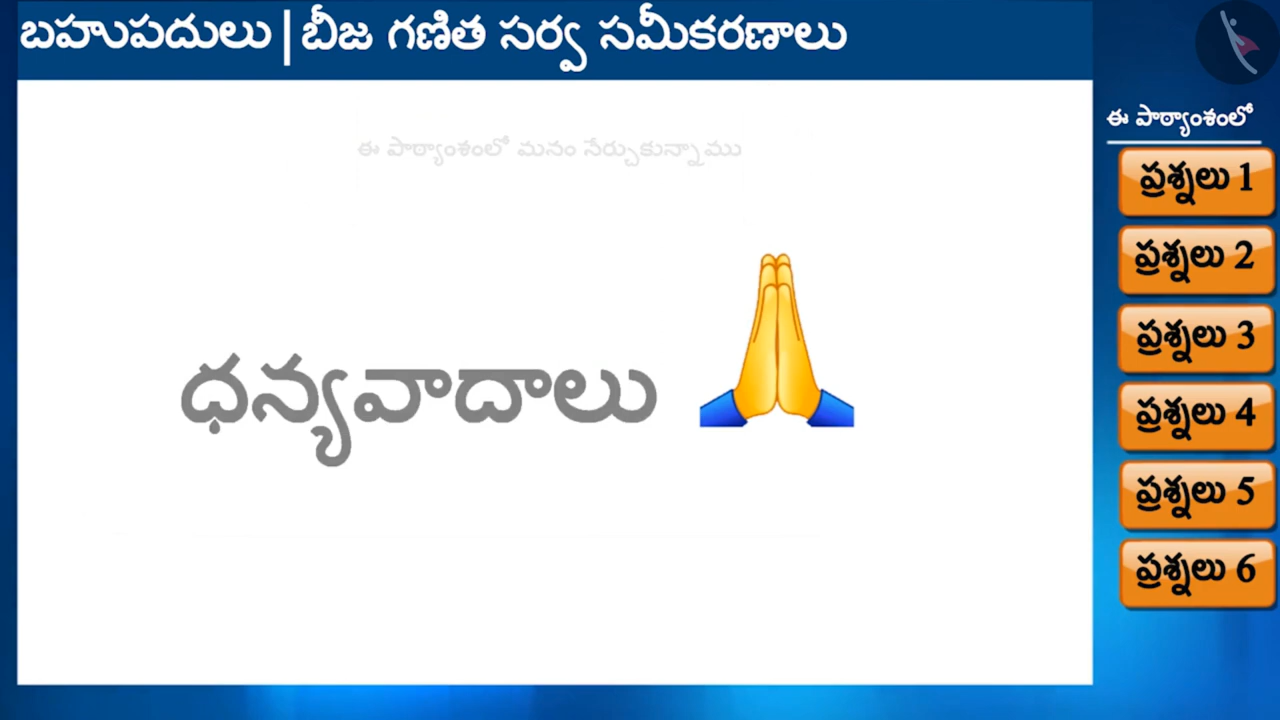 బహుపదులు | బీజ గణిత సర్వ సమీకరణాలు
ఈ పాఠ్యాంశంలో మనం నేర్చుకున్నాము
ధన్యవాదాలు 🙏
ఈ పాఠ్యాంశంలో
ప్రశ్నలు 1
ప్రశ్నలు 2
ప్రశ్నలు 3
ప్రశ్నలు 4
ప్రశ్నలు 5
ప్రశ్నలు 6